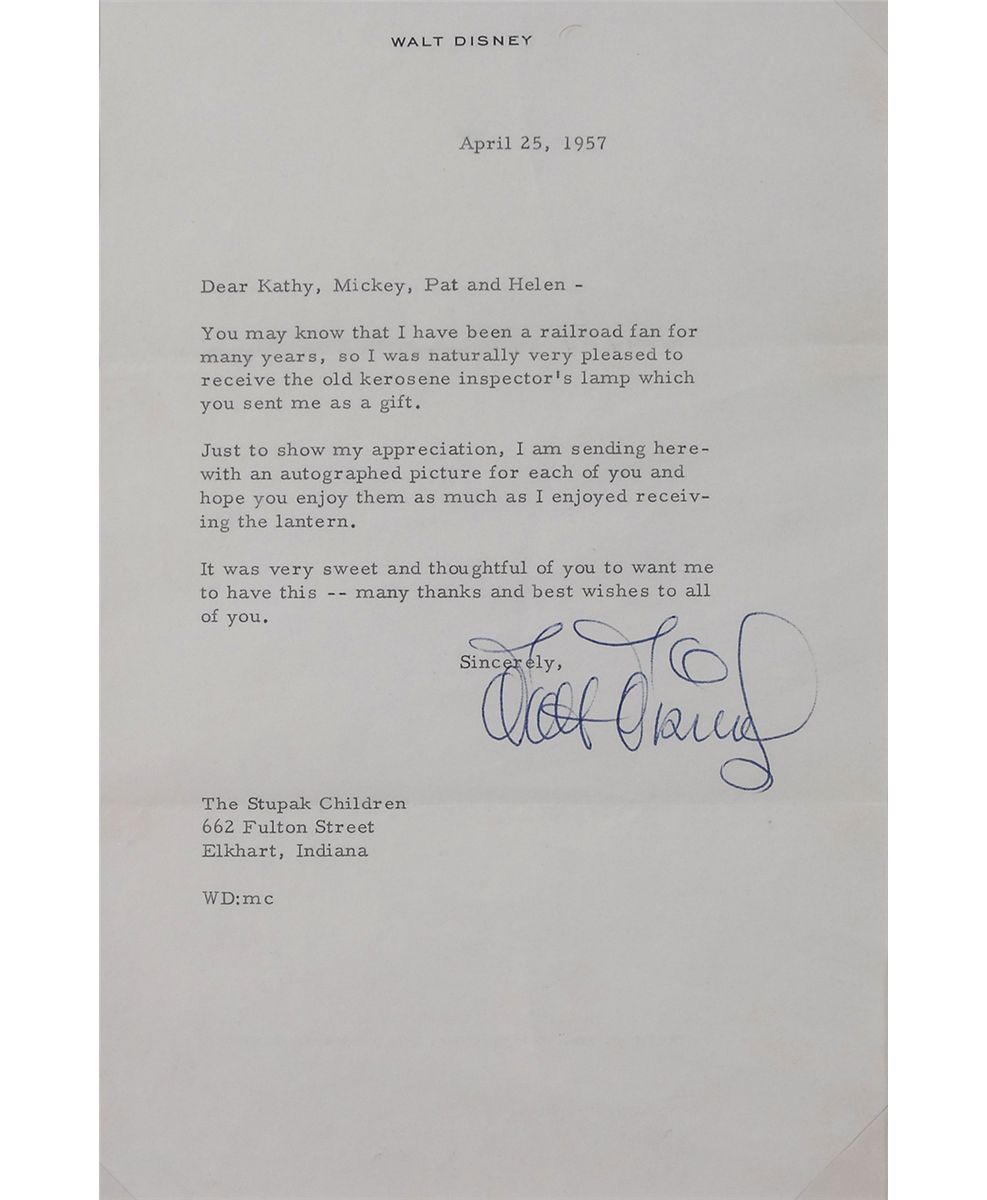 WALT DISNEY
April 25, 1957
Dear Kathy, Mickey, Pat and Helen -
You may know that I have been a railroad fan for
many years, so I was naturally very pleased to
receive the old kerosene inspector's lamp which
you sent me as a gift.
Just to show my appreciation, I am sending here-
with an autographed picture for each of you and
hope you enjoy them as much as I enjoyed receiv-
ing the lantern.
It was very sweet and thoughtful of you to want me
to have this -- many thanks and best wishes to all
of you.
Sincerely,
Walt Disney
The Stupak Children
662 Fulton Street
Elkhart, Indiana
WD:mc